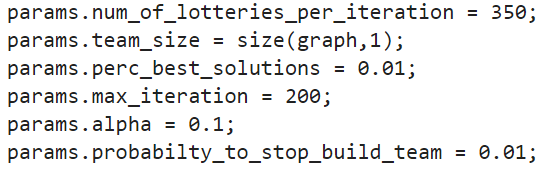 params.num_of_lotteries_per_iteration = 350;
params.team_size = size(graph,1);
params.perc_best_solutions = 0.01;
params.max_iteration = 200;
params.alpha = 0.1;
params.probabilty_to_stop_build_team = 0.01;